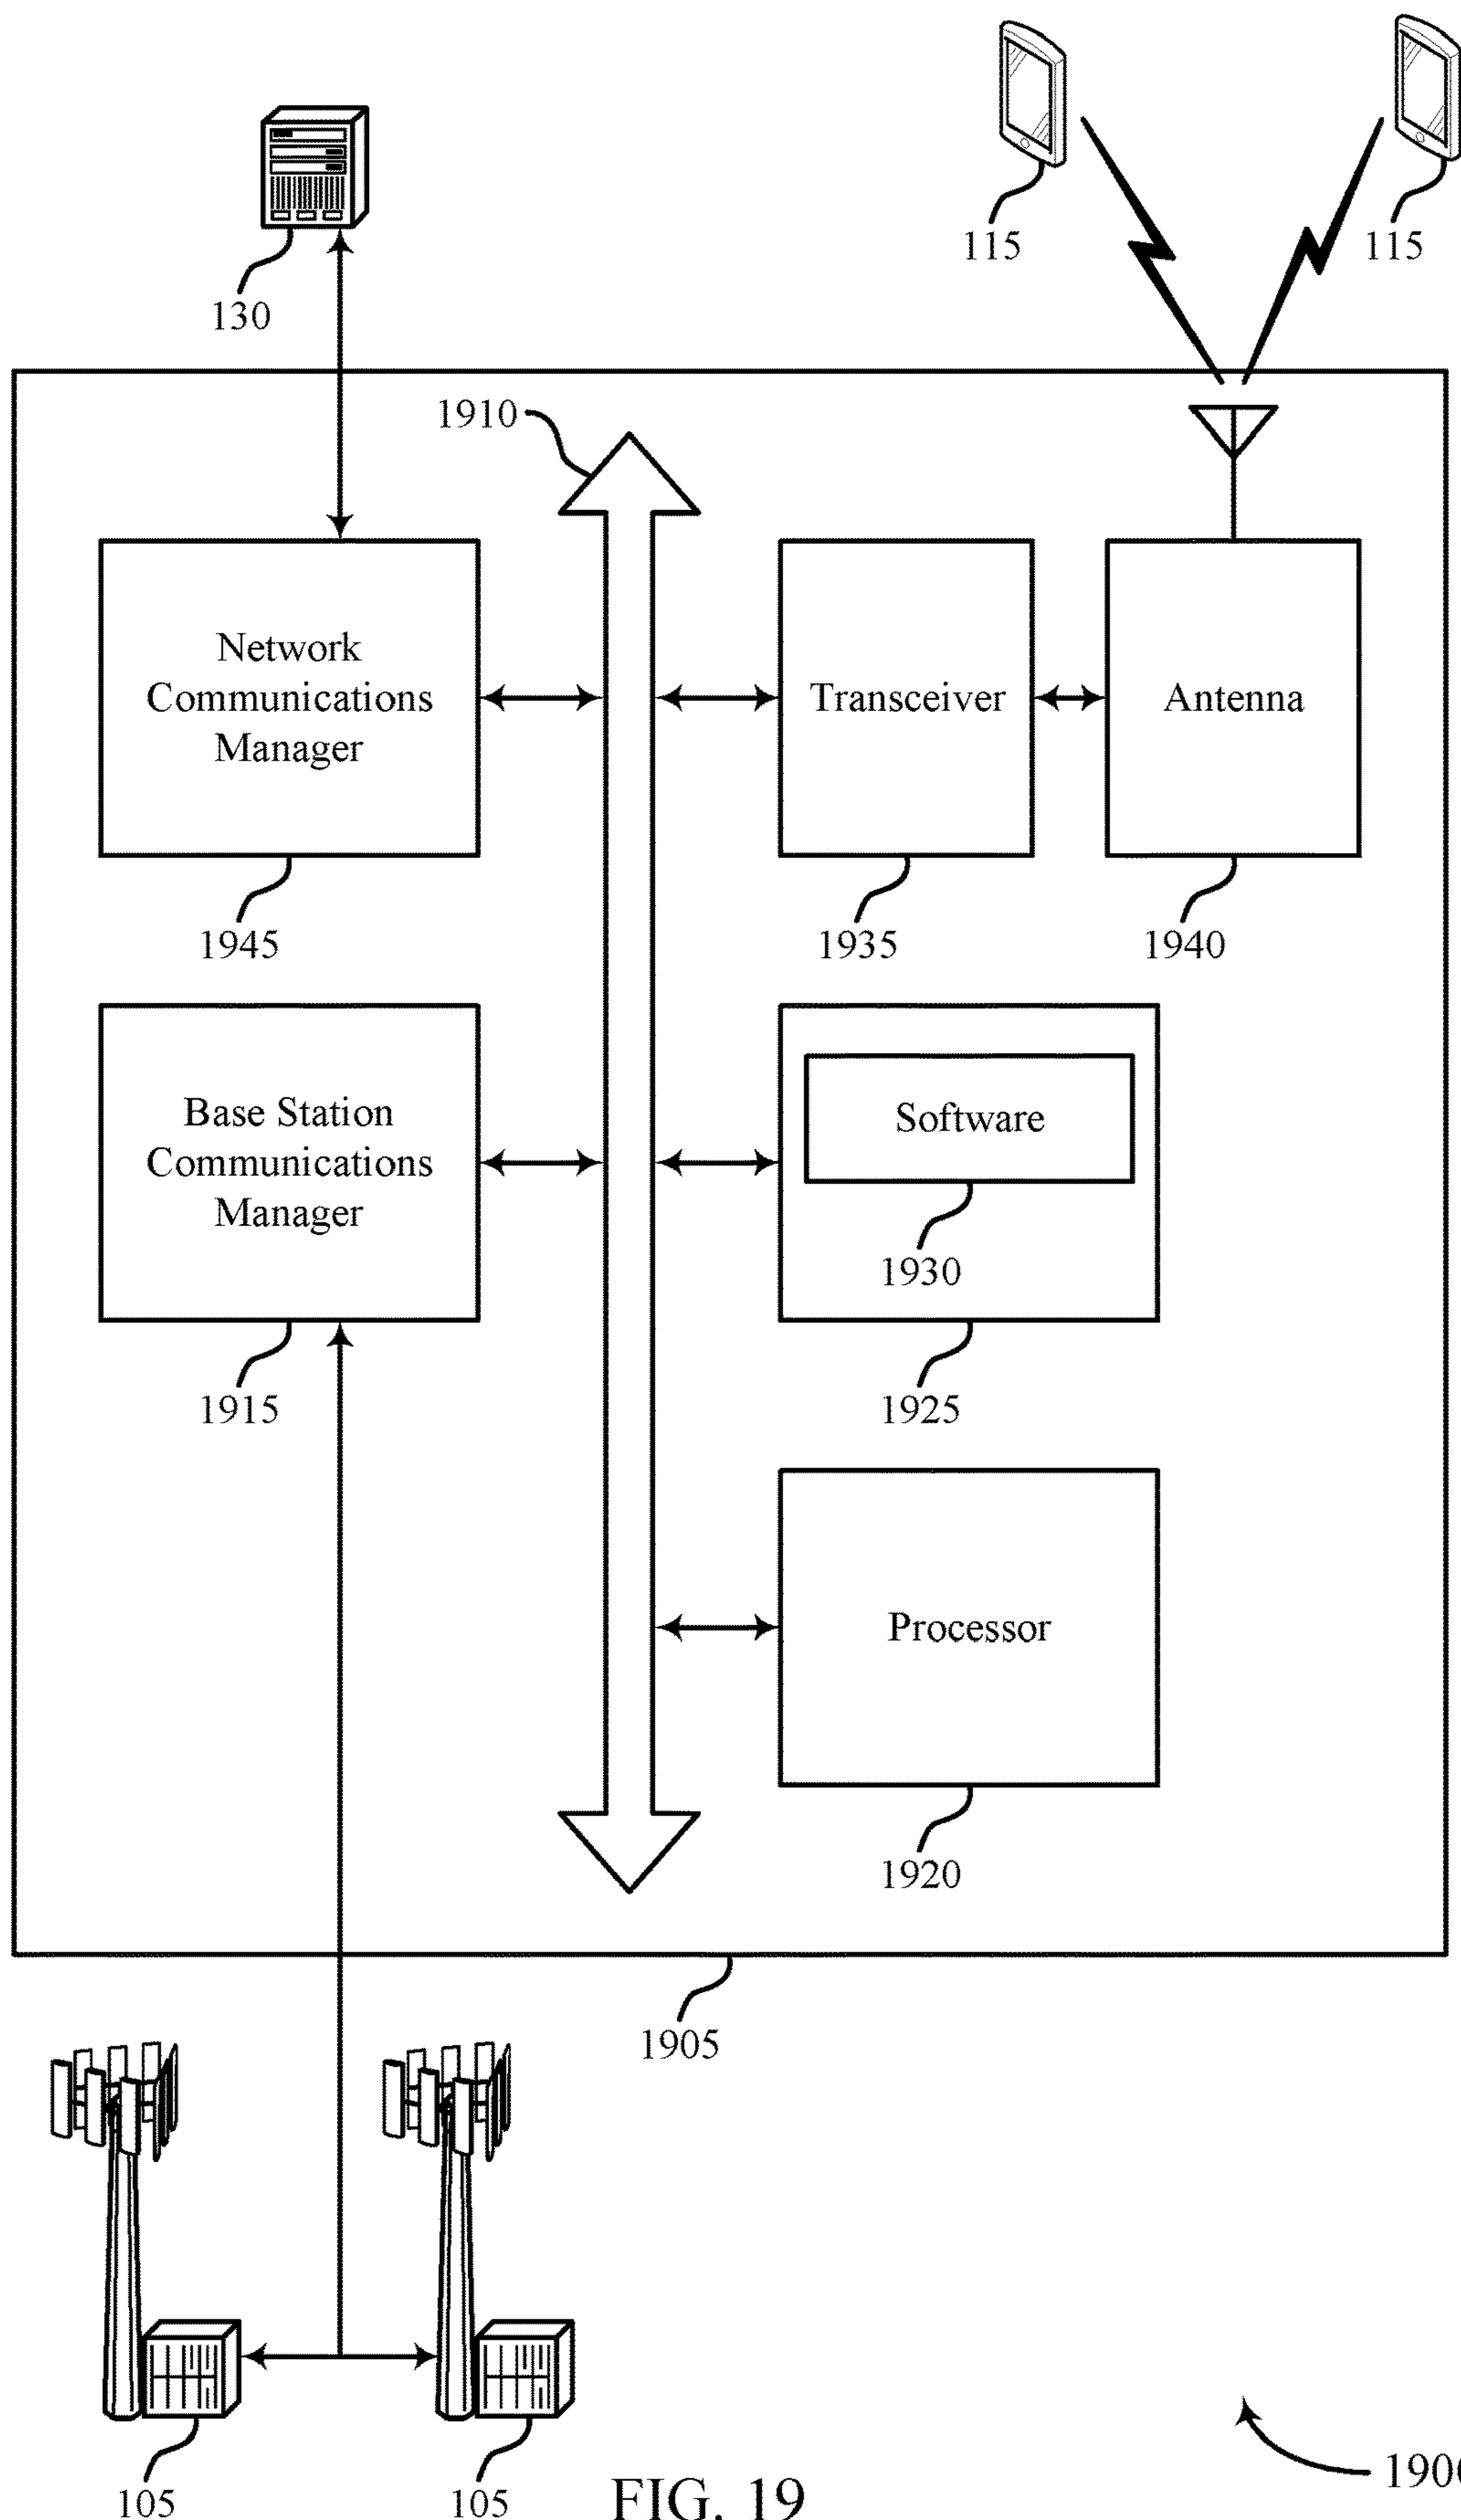 115
115
130
1910
Network
Communications
Manager
Transceiver
Antenna
1945
1935
1940
Base Station
Communications
Manager
Software
1930
1915
1925
Processor
1920
1905
105
105
FIG. 19